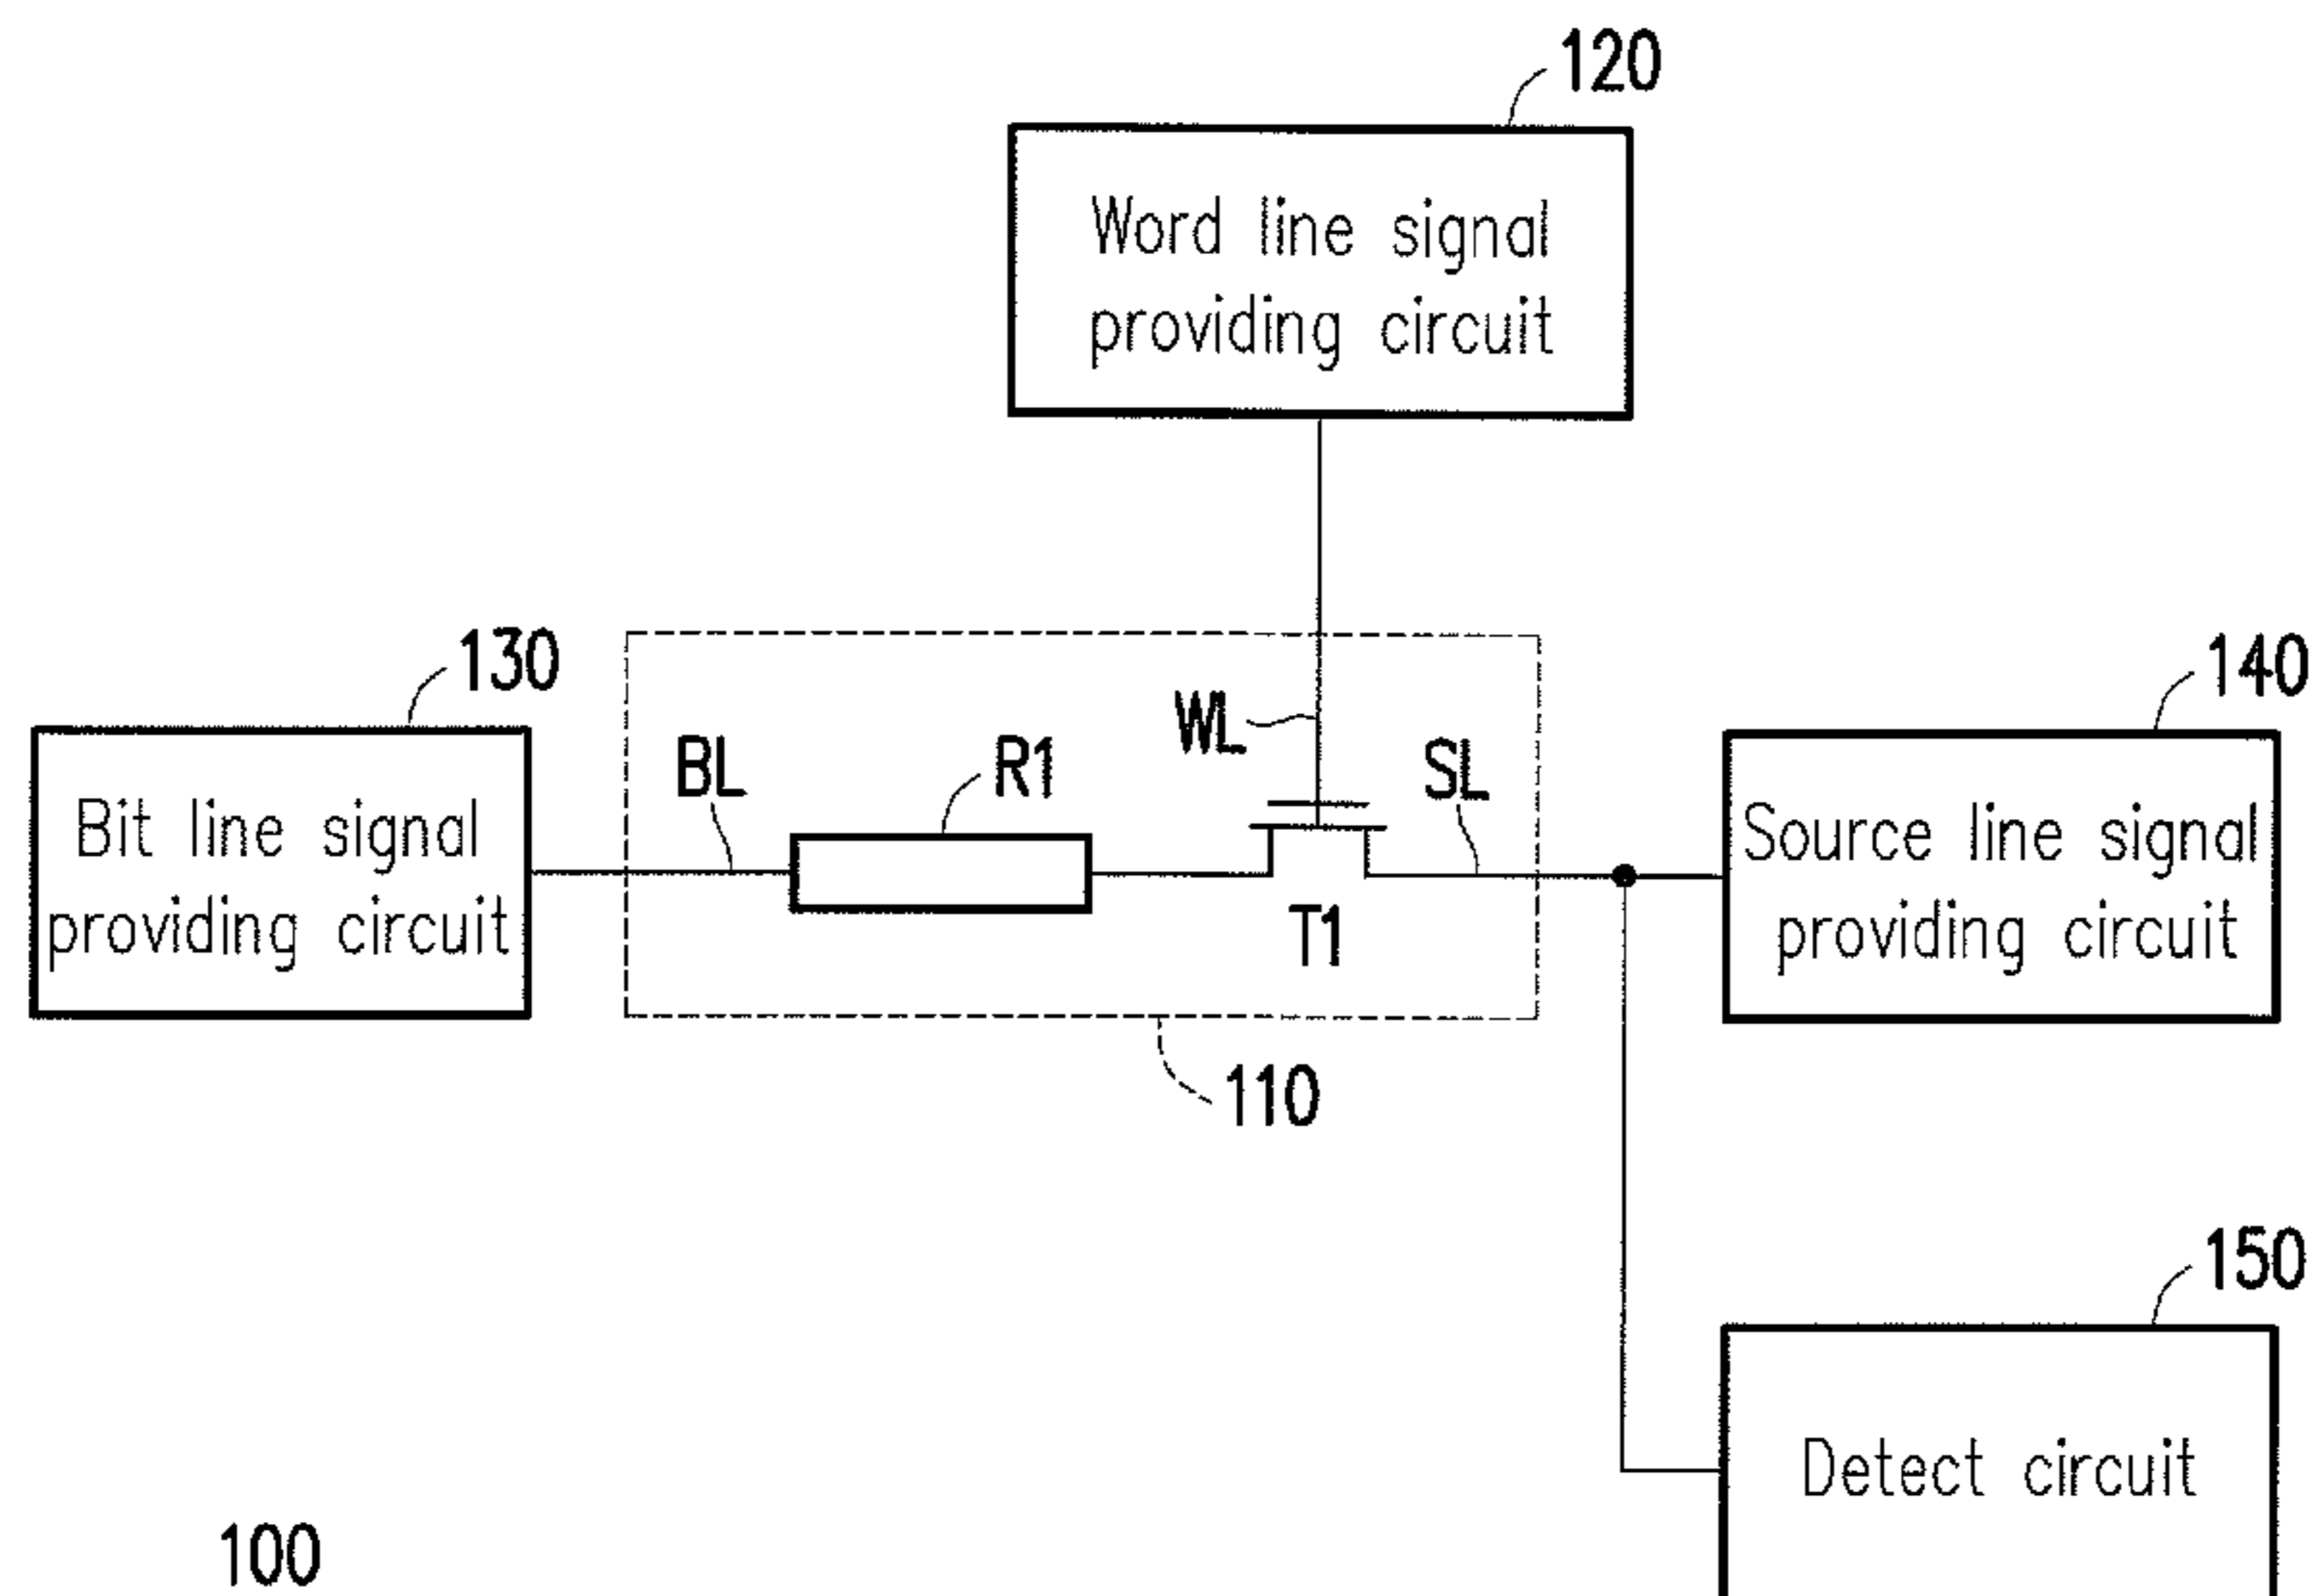 120
Word line signal
providing circuit
130
140
WL
BL
R1
SL
Bit line signal
providing circuit
Source line signal
providing circuit
T1
110
150
Detect circuit
100